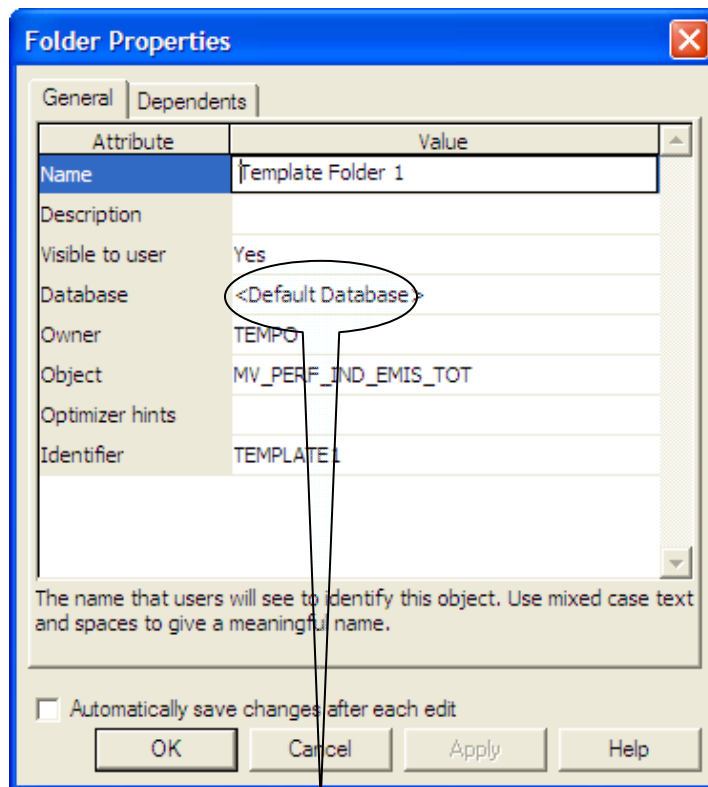 Folder Properties
General Dependents
Attribute Value
Name Template Folder 1
Description
Visible to user Yes
Database <Default Database>
Owner TEMPO
Object MV_PERF_IND_EMIS_TOT
Optimizer hints
Identifier TEMPLATE1
The name that users will see to identify this object. Use mixed case text
and spaces to give a meaningful name.
Automatically save changes after each edit
OK Cancel Apply Help